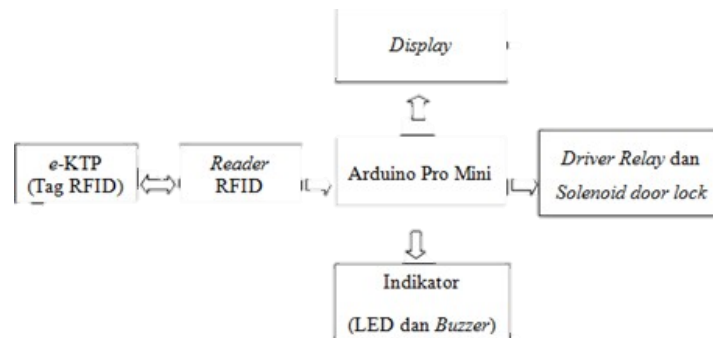 Display
e-KTP
(Tag RFID)
Reader
RFID
Arduino Pro Mini
Driver Relay dan
Solenoid door lock
Indikator
(LED dan Buzzer)